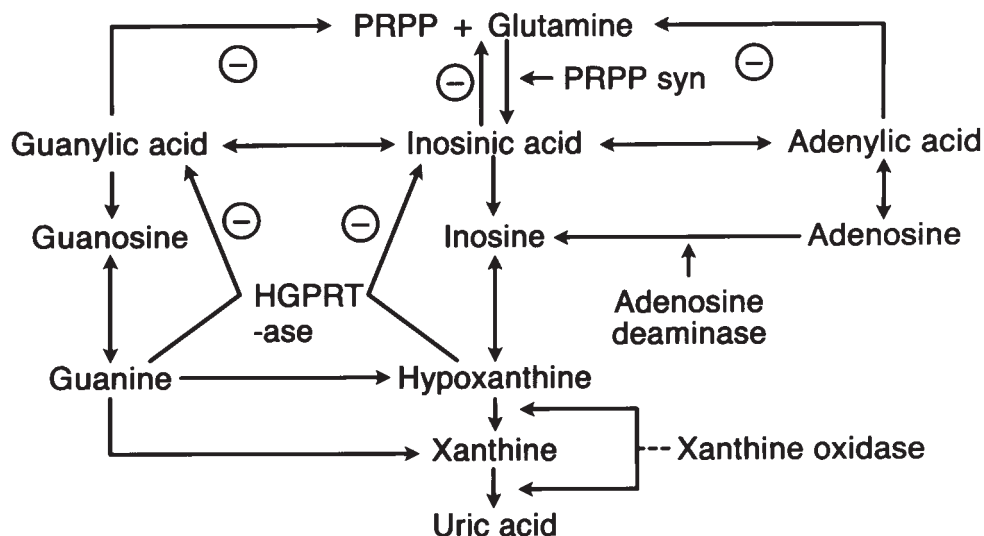 PRPP + Glutamine
−
−
−
PRPP syn
Guanylic acid
Inosinic acid
Adenylic acid
−
−
Guanosine
Inosine
Adenosine
HGPRT
-ase
Adenosine
deaminase
Guanine
Hypoxanthine
Xanthine
Xanthine oxidase
Uric acid